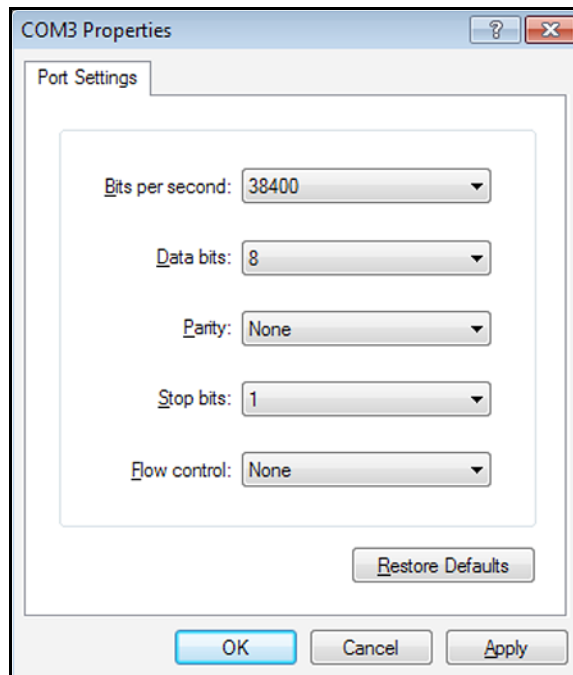 COM3 Properties
?
Port Settings
Bits per second: 38400
Data bits: 8
Parity: None
Stop bits: 1
Flow control: None
Restore Defaults
OK Cancel Apply